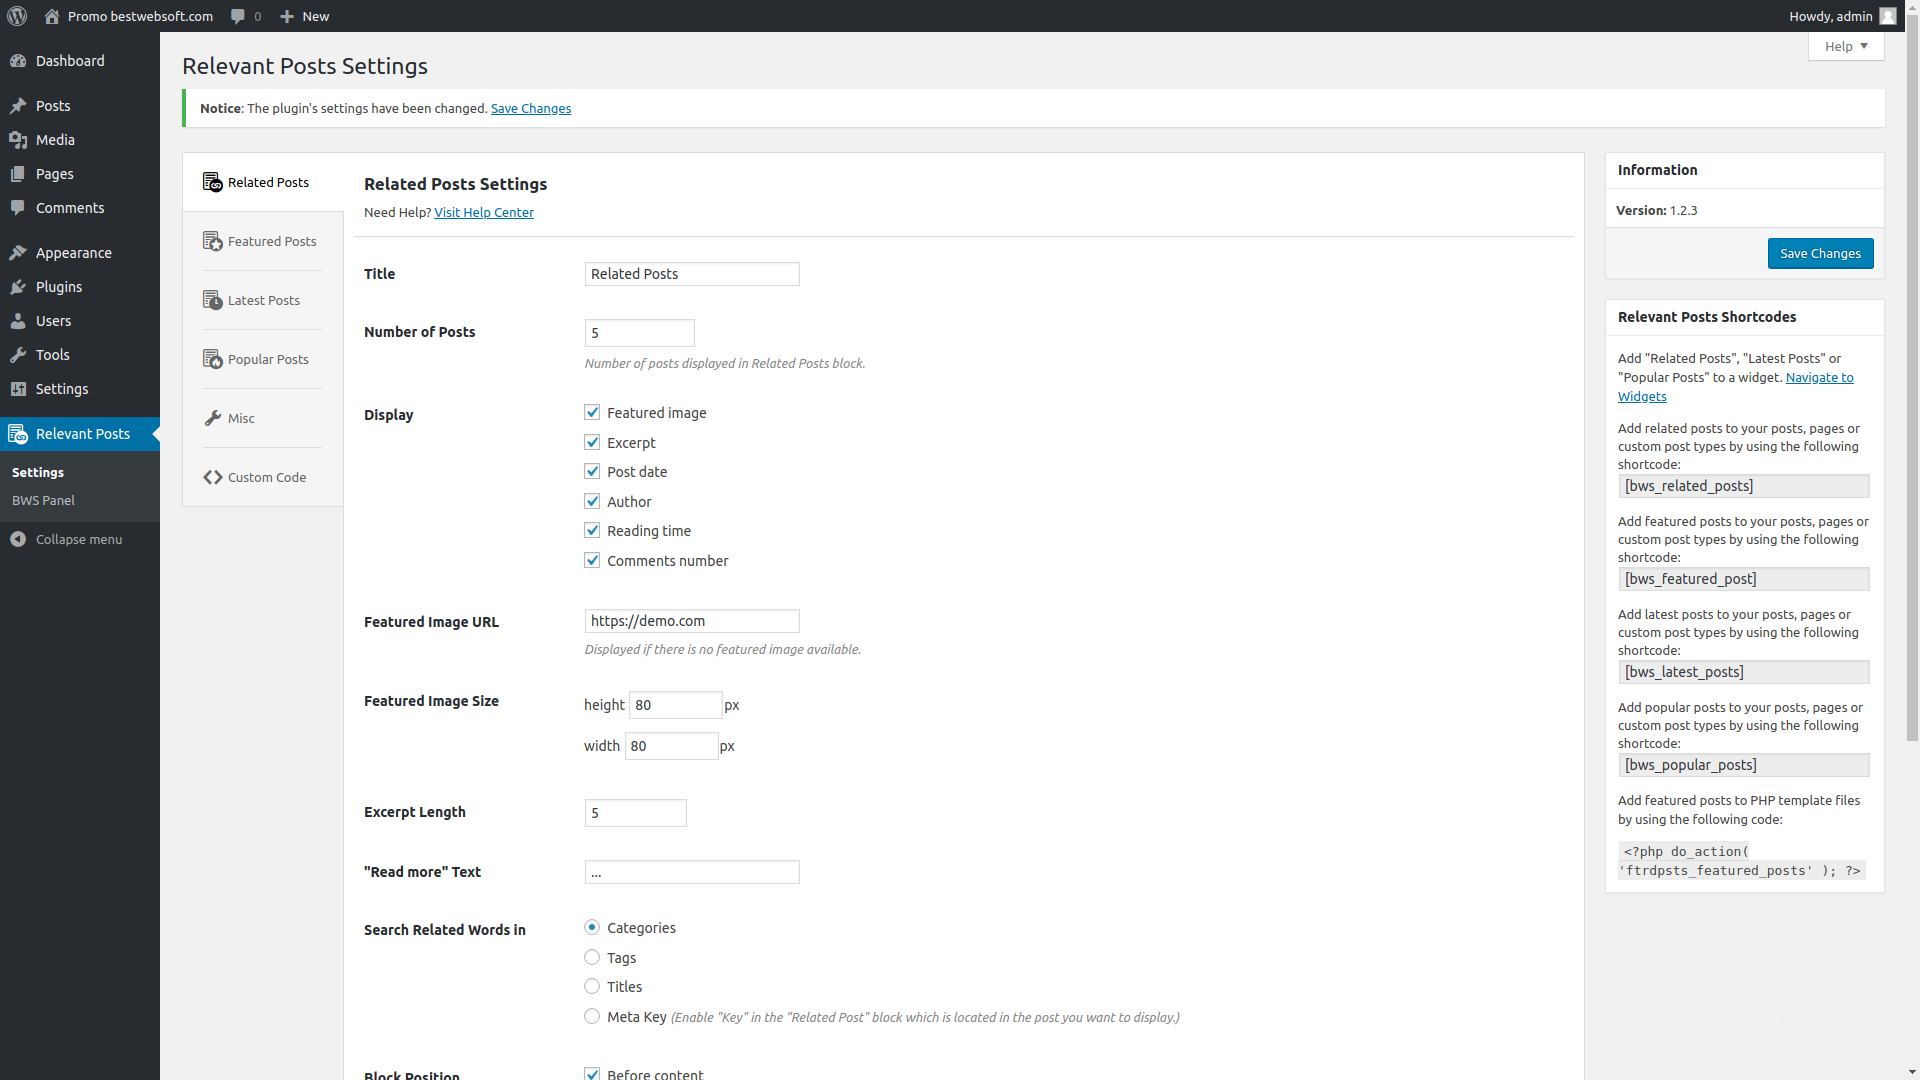 Promo bestwebsoft.com
0
New
Howdy, admin
Dashboard
Posts
Media
Pages
Comments
Appearance
Plugins
Users
Tools
Settings
Relevant Posts
Settings
BWS Panel
Collapse menu
Help
Relevant Posts Settings
Notice: The plugin's settings have been changed. Save Changes
Related Posts
Featured Posts
Latest Posts
Popular Posts
Misc
Custom Code
Related Posts Settings
Need Help? Visit Help Center
Title
Related Posts
Number of Posts
5
Number of posts displayed in Related Posts block.
Display
Featured image
Excerpt
Post date
Author
Reading time
Comments number
Featured Image URL
https://demo.com
Displayed if there is no featured image available.
Featured Image Size
height 80 px
width 80 px
Excerpt Length
5
"Read more" Text
...
Search Related Words in
Categories
Tags
Titles
Meta Key (Enable "Key" in the "Related Post" block which is located in the post you want to display.)
Block Position
Before content
Information
Version: 1.2.3
Save Changes
Relevant Posts Shortcodes
Add "Related Posts", "Latest Posts" or
"Popular Posts" to a widget. Navigate to
Widgets
Add related posts to your posts, pages or
custom post types by using the following
shortcode:
[bws_related_posts]
Add featured posts to your posts, pages or
custom post types by using the following
shortcode:
[bws_featured_post]
Add latest posts to your posts, pages or
custom post types by using the following
shortcode:
[bws_latest_posts]
Add popular posts to your posts, pages or
custom post types by using the following
shortcode:
[bws_popular_posts]
Add featured posts to PHP template files
by using the following code:
<?php do_action(
'ftrdpsts_featured_posts' ); ?>